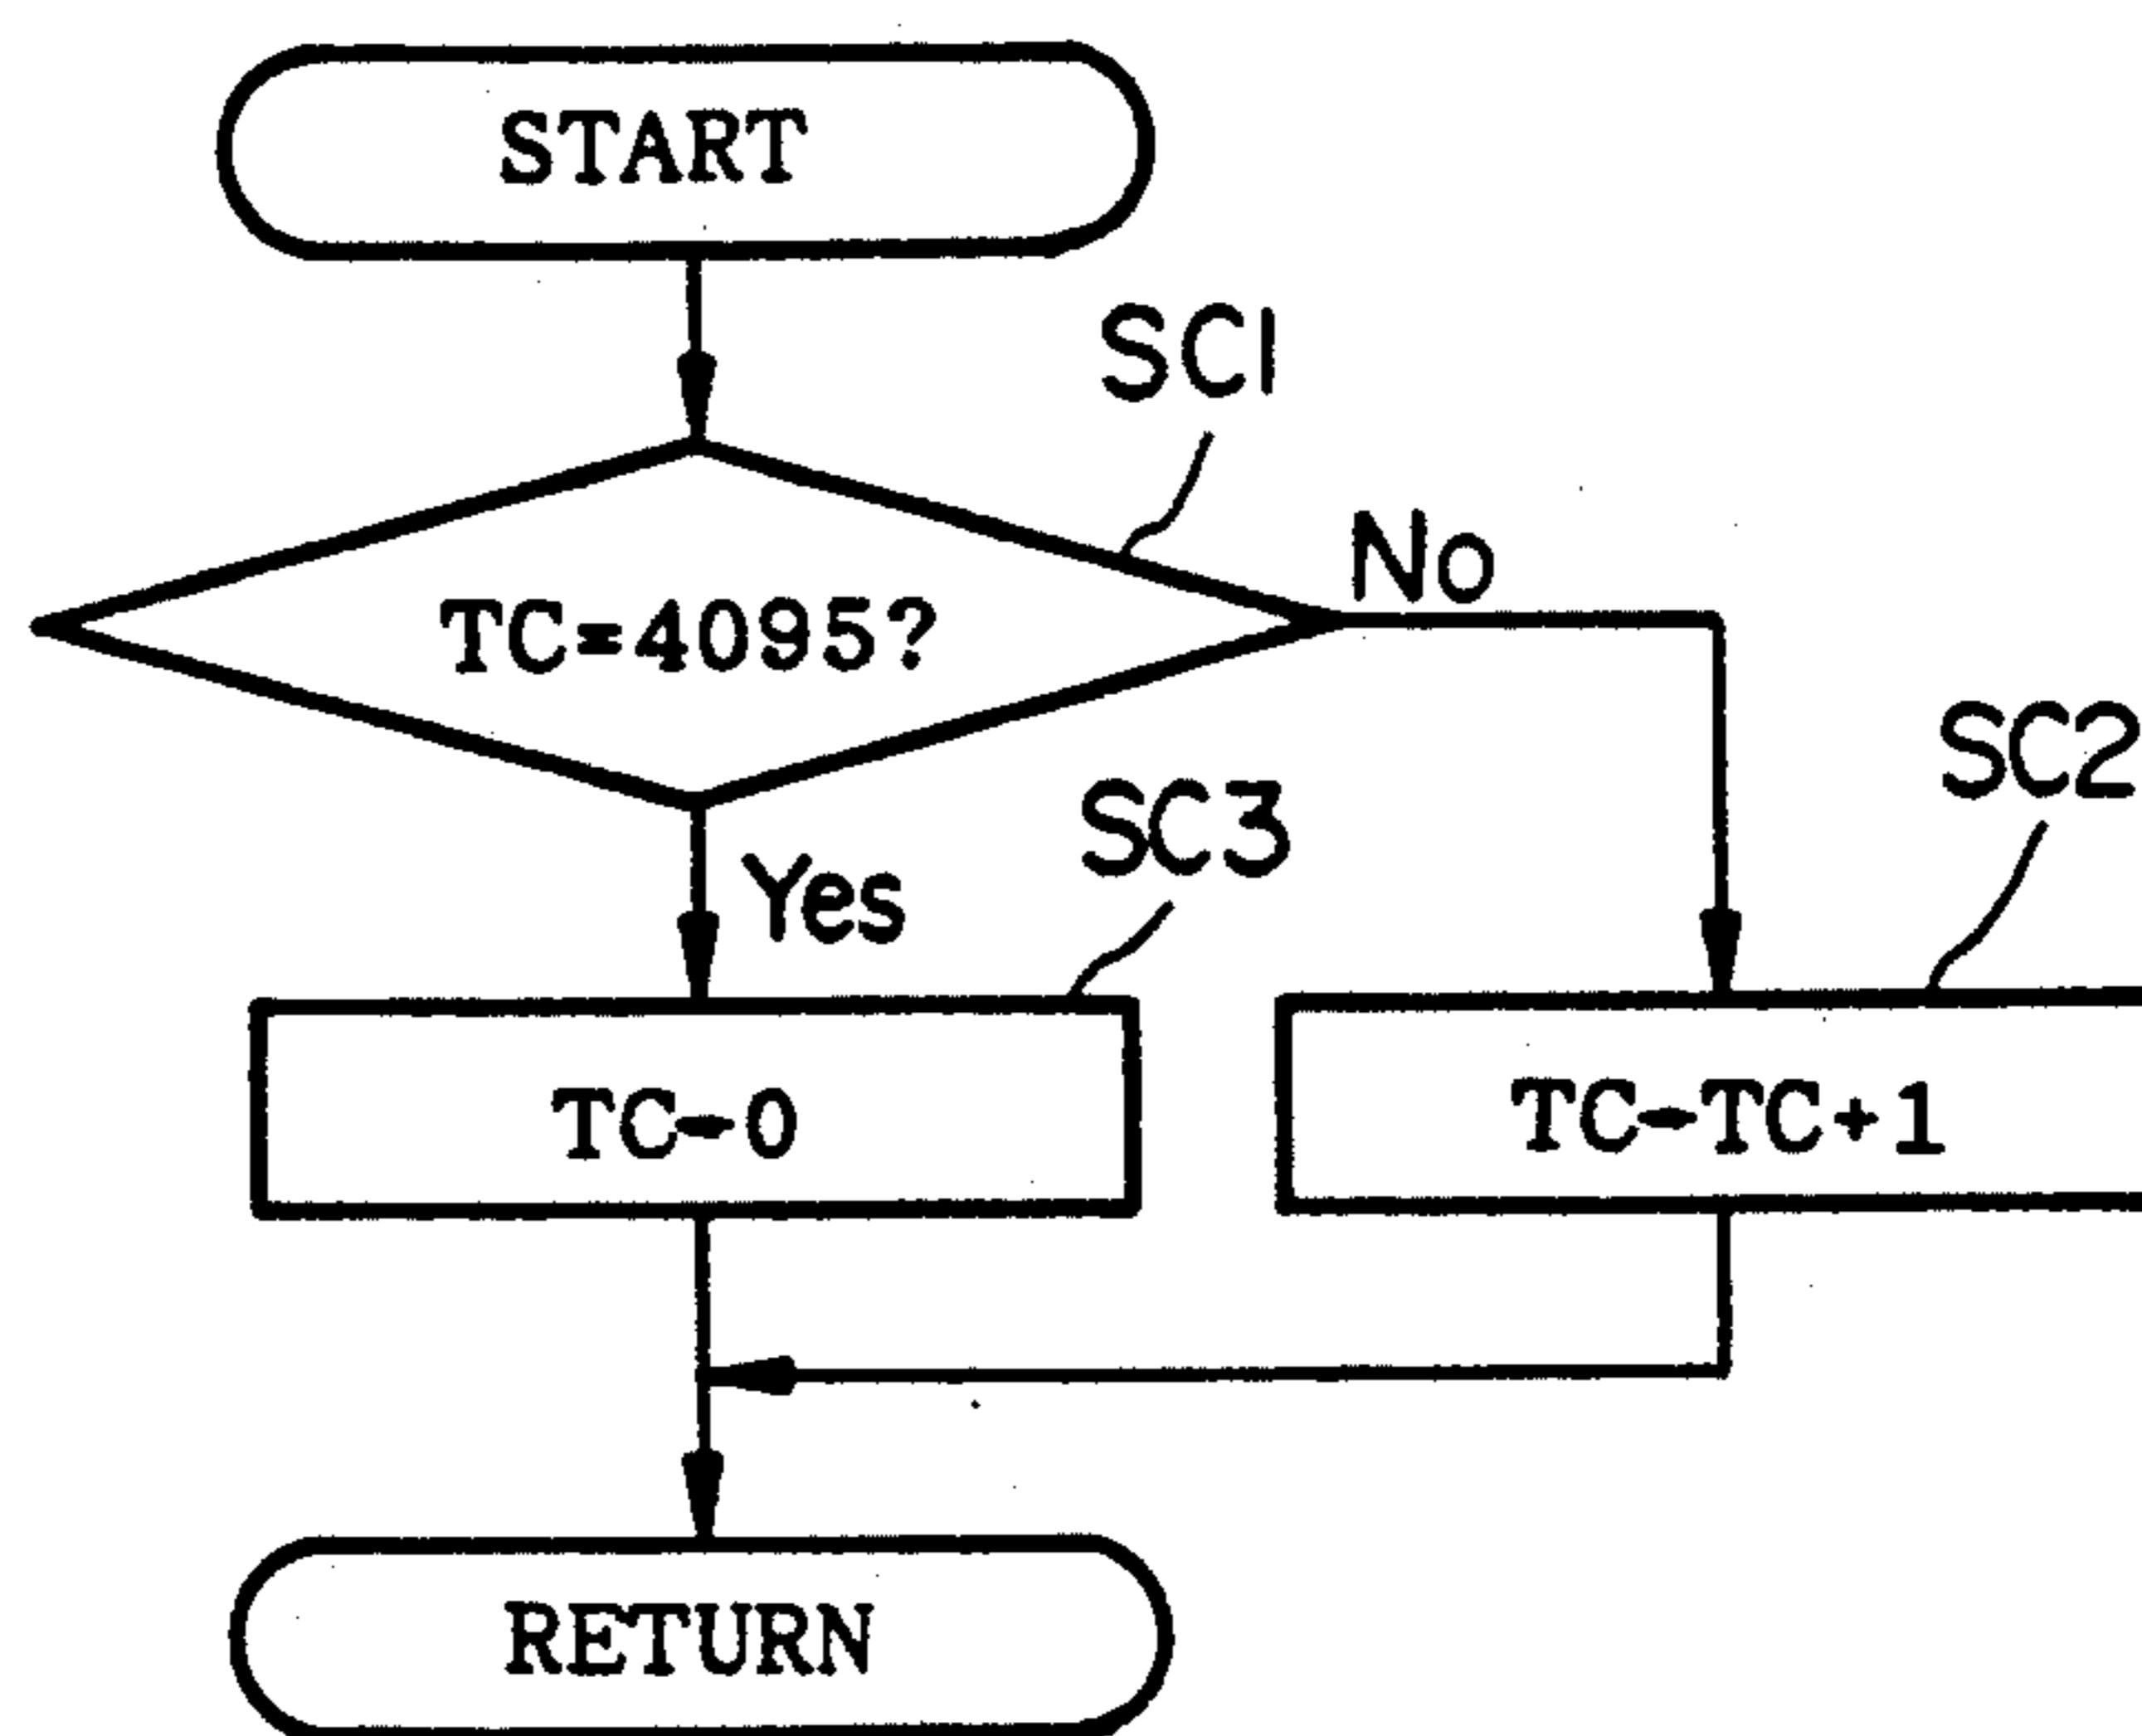 START
SC1
TC=4095?
No
SC2
SC3
Yes
TC←0
TC←TC+1
RETURN